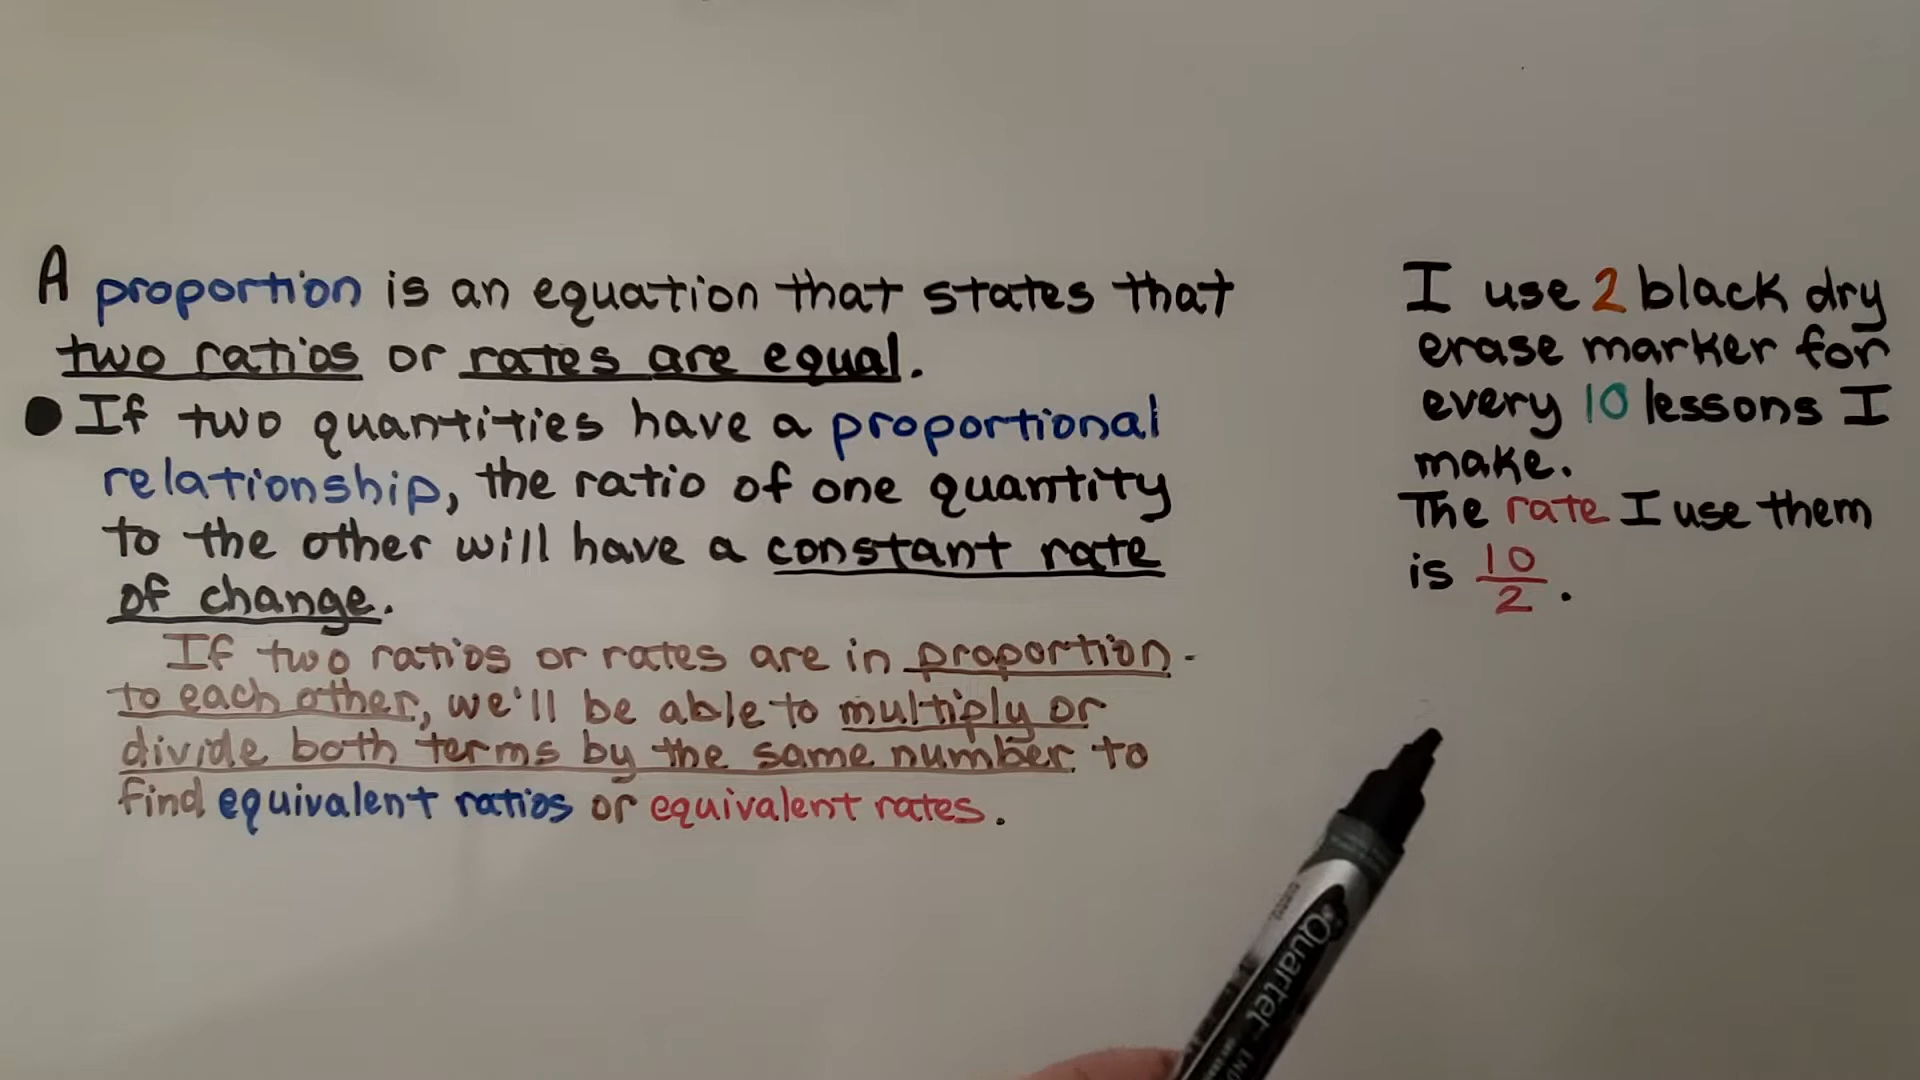 A proportion is an equation that states that
two ratios or rates are equal.
● If two quantities have a proportional
relationship, the ratio of one quantity
to the other will have a constant rate
of change.
If two ratios or rates are in proportion
to each other, we'll be able to multiply or
divide both terms by the same number to
find equivalent ratios or equivalent rates.
I use 2 black dry
erase marker for
every 10 lessons I
make.
The rate I use them
is 10/2.
Quartet